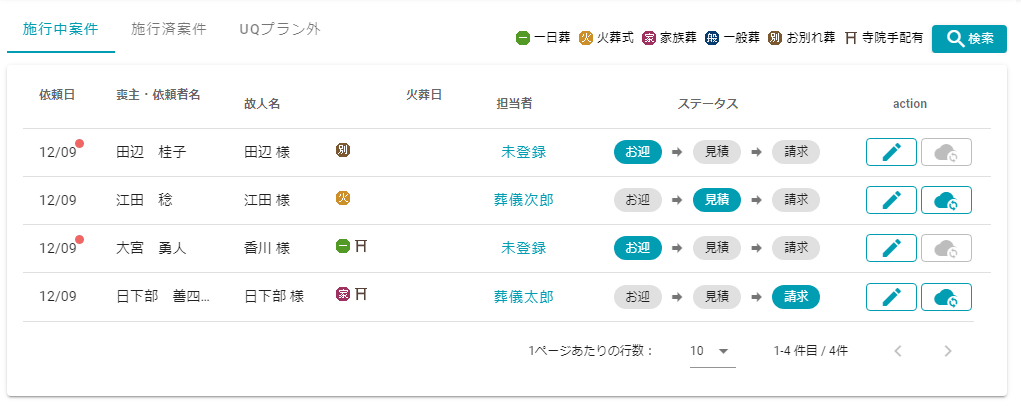 施行中案件 施行済案件 UQプラン外
一 一日葬 火 火葬式 家 家族葬 般 一般葬 別 お別れ葬 寺院手配有 検索
依頼日 喪主・依頼者名 故人名 火葬日 担当者 ステータス action
12/09 田辺　桂子 田辺 様 別 未登録 お迎 見積 請求
12/09 江田　稔 江田 様 火 葬儀次郎 お迎 見積 請求
12/09 大宮　勇人 香川 様 一 未登録 お迎 見積 請求
12/09 日下部　善四… 日下部 様 家 葬儀太郎 お迎 見積 請求
1ページあたりの行数： 10 1-4 件目 / 4件